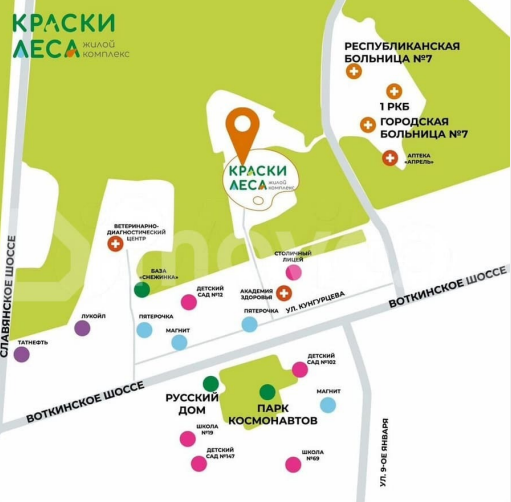 КРАСКИ
ЛЕСА жилой
комплекс
РЕСПУБЛИКАНСКАЯ
БОЛЬНИЦА №7
1 РКБ
ГОРОДСКАЯ
БОЛЬНИЦА №7
АПТЕКА
«АПРЕЛЬ»
КРАСКИ
ЛЕСА жилой
комплекс
ВЕТЕРИНАРНО-
ДИАГНОСТИЧЕСКИЙ
ЦЕНТР
СЛАВЯНСКОЕ ШОССЕ
БАЗА
«СНЕЖИНКА»
СТОЛИЧНЫЙ
ЛИЦЕЙ
ДЕТСКИЙ
САД №12
АКАДЕМИЯ
ЗДОРОВЬЯ
УЛ. КУНГУРЦЕВА
ВОТКИНСКОЕ ШОССЕ
ЛУКОЙЛ
ПЯТЕРОЧКА
МАГНИТ
ПЯТЕРОЧКА
ТАТНЕФТЬ
ДЕТСКИЙ
САД №102
ВОТКИНСКОЕ ШОССЕ
РУССКИЙ
ДОМ
ПАРК
КОСМОНАВТОВ
МАГНИТ
ШКОЛА
№19
ДЕТСКИЙ
САД №147
ШКОЛА
№69
УЛ. 9-ОЕ ЯНВАРЯ